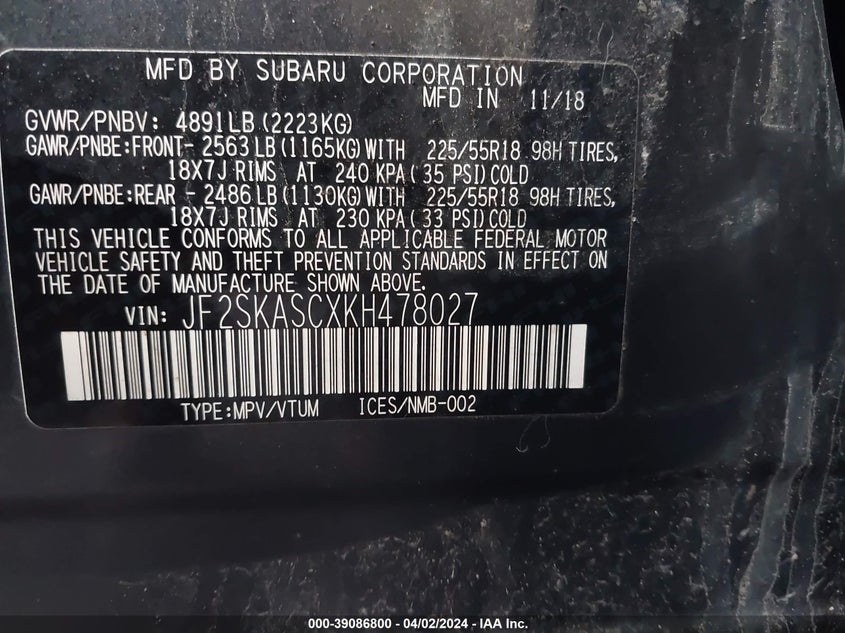 MFD BY SUBARU CORPORATION
MFD IN 11/18
GVWR/PNBV: 4891LB (2223KG)
GAWR/PNBE:FRONT- 2563 LB (1165KG) WITH 225/55R18 98H TIRES,
18X7J RIMS AT 240 KPA( 35 PSI) COLD
GAWR/PNBE:REAR - 2486 LB (1130KG) WITH 225/55R18 98H TIRES,
18X7J RIMS AT 230 KPA( 33 PSI) COLD
THIS VEHICLE CONFORMS TO ALL APPLICABLE FEDERAL MOTOR
VEHICLE SAFETY AND THEFT PREVENTION STANDARDS IN EFFECT ON
THE DATE OF MANUFACTURE SHOWN ABOVE.
VIN: JF2SKASCXKH478027
TYPE:MPV/VTUM ICES/NMB-002
000-39086800 - 04/02/2024 - IAA Inc.